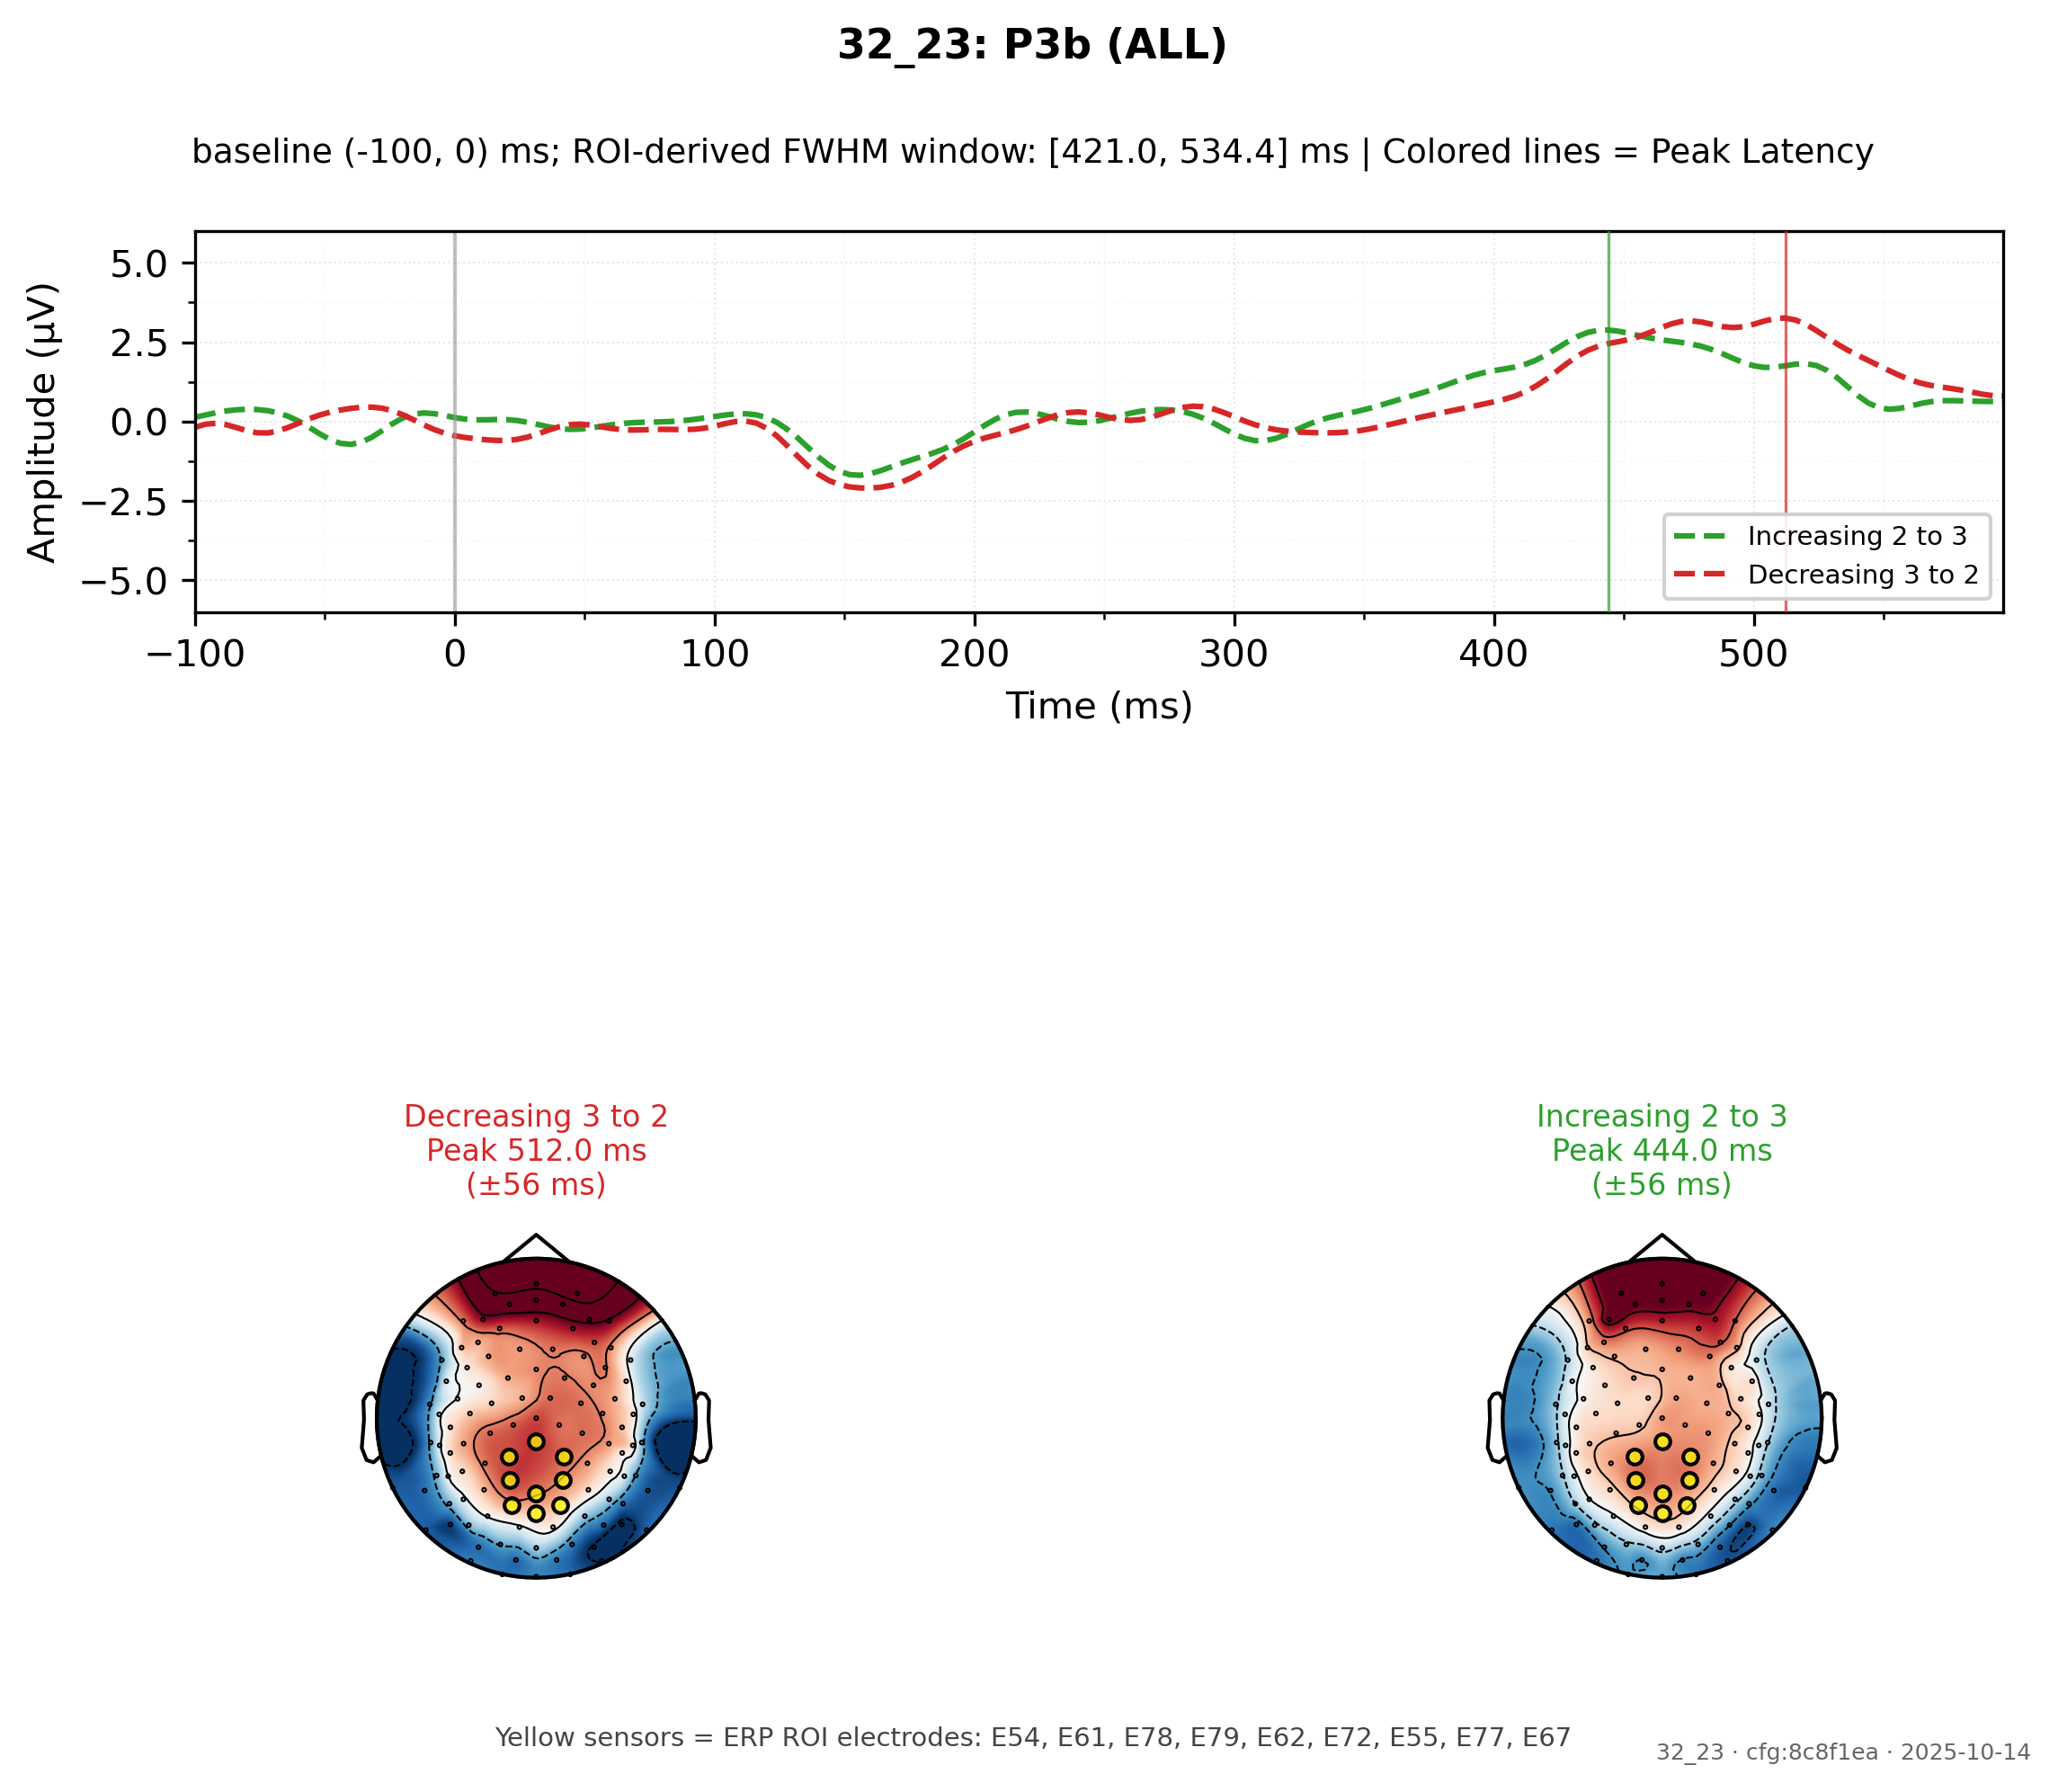 32_23: P3b (ALL)
baseline (-100, 0) ms; ROI-derived FWHM window: [421.0, 534.4] ms | Colored lines = Peak Latency
Amplitude (µV)
5.0
2.5
0.0
−2.5
−5.0
Increasing 2 to 3
Decreasing 3 to 2
−100 0 100 200 300 400 500
Time (ms)
Decreasing 3 to 2
Peak 512.0 ms
(±56 ms)
Increasing 2 to 3
Peak 444.0 ms
(±56 ms)
Yellow sensors = ERP ROI electrodes: E54, E61, E78, E79, E62, E72, E55, E77, E67
32_23 · cfg:8c8f1ea · 2025-10-14